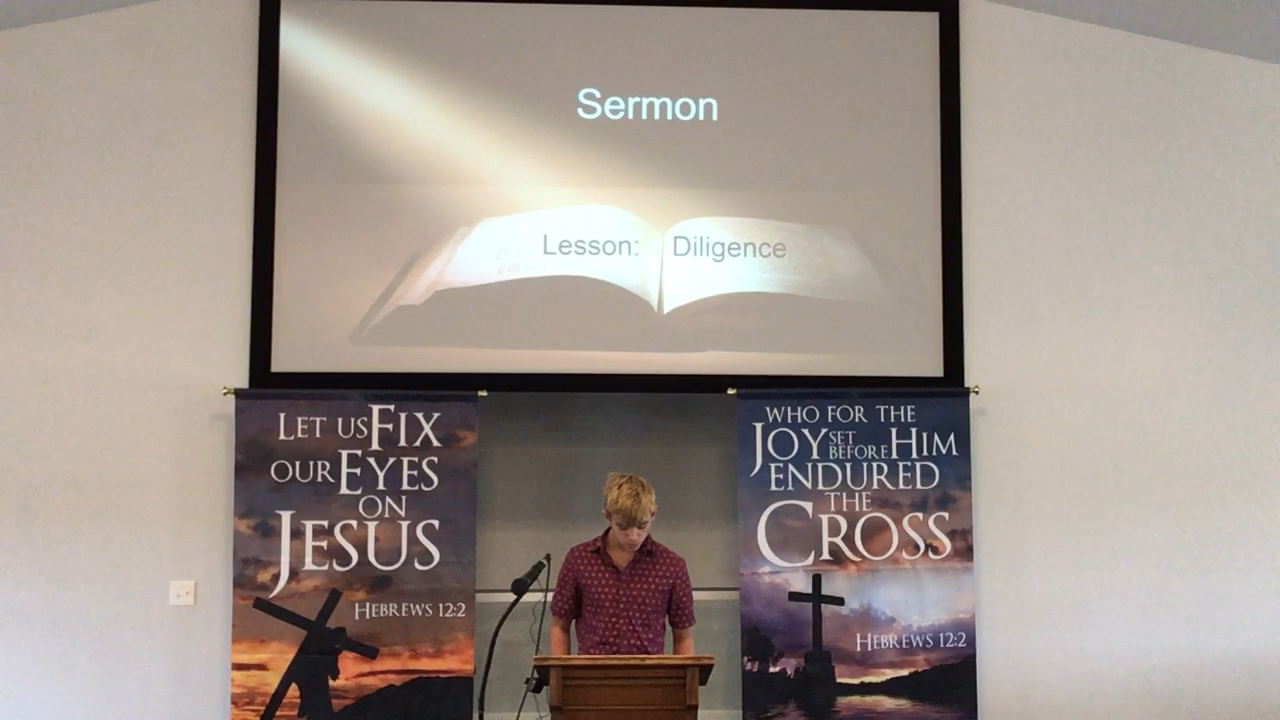 Sermon
Lesson: Diligence
LET US FIX
OUR EYES
ON
JESUS
HEBREWS 12:2
WHO FOR THE
JOY SET BEFORE HIM
ENDURED
THE
CROSS
HEBREWS 12:2